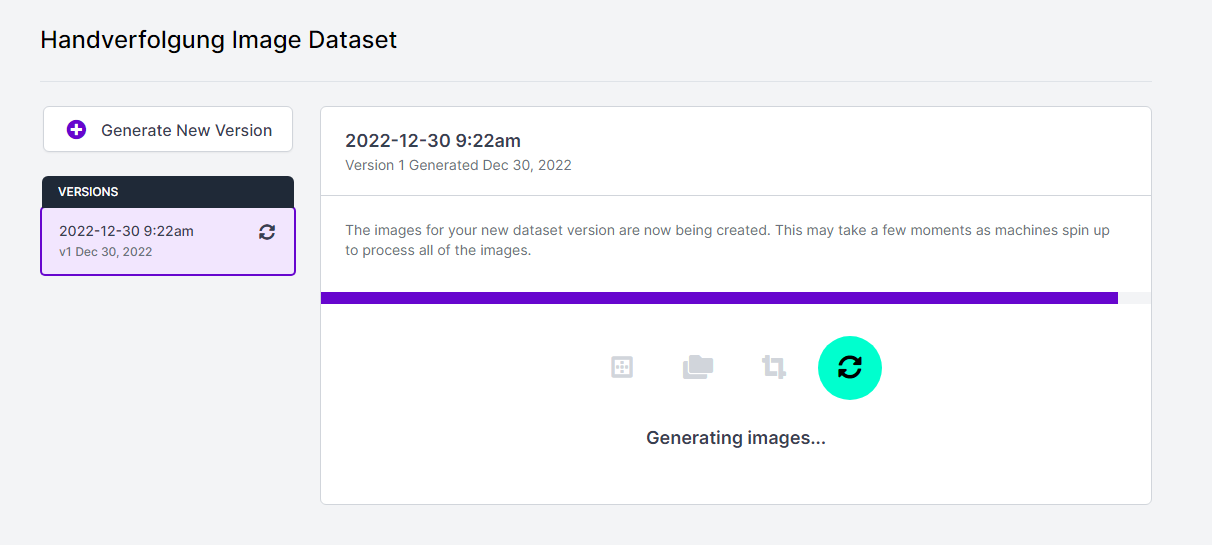 Handverfolgung Image Dataset
Generate New Version
VERSIONS
2022-12-30 9:22am
v1 Dec 30, 2022
2022-12-30 9:22am
Version 1 Generated Dec 30, 2022
The images for your new dataset version are now being created. This may take a few moments as machines spin up
to process all of the images.
Generating images...